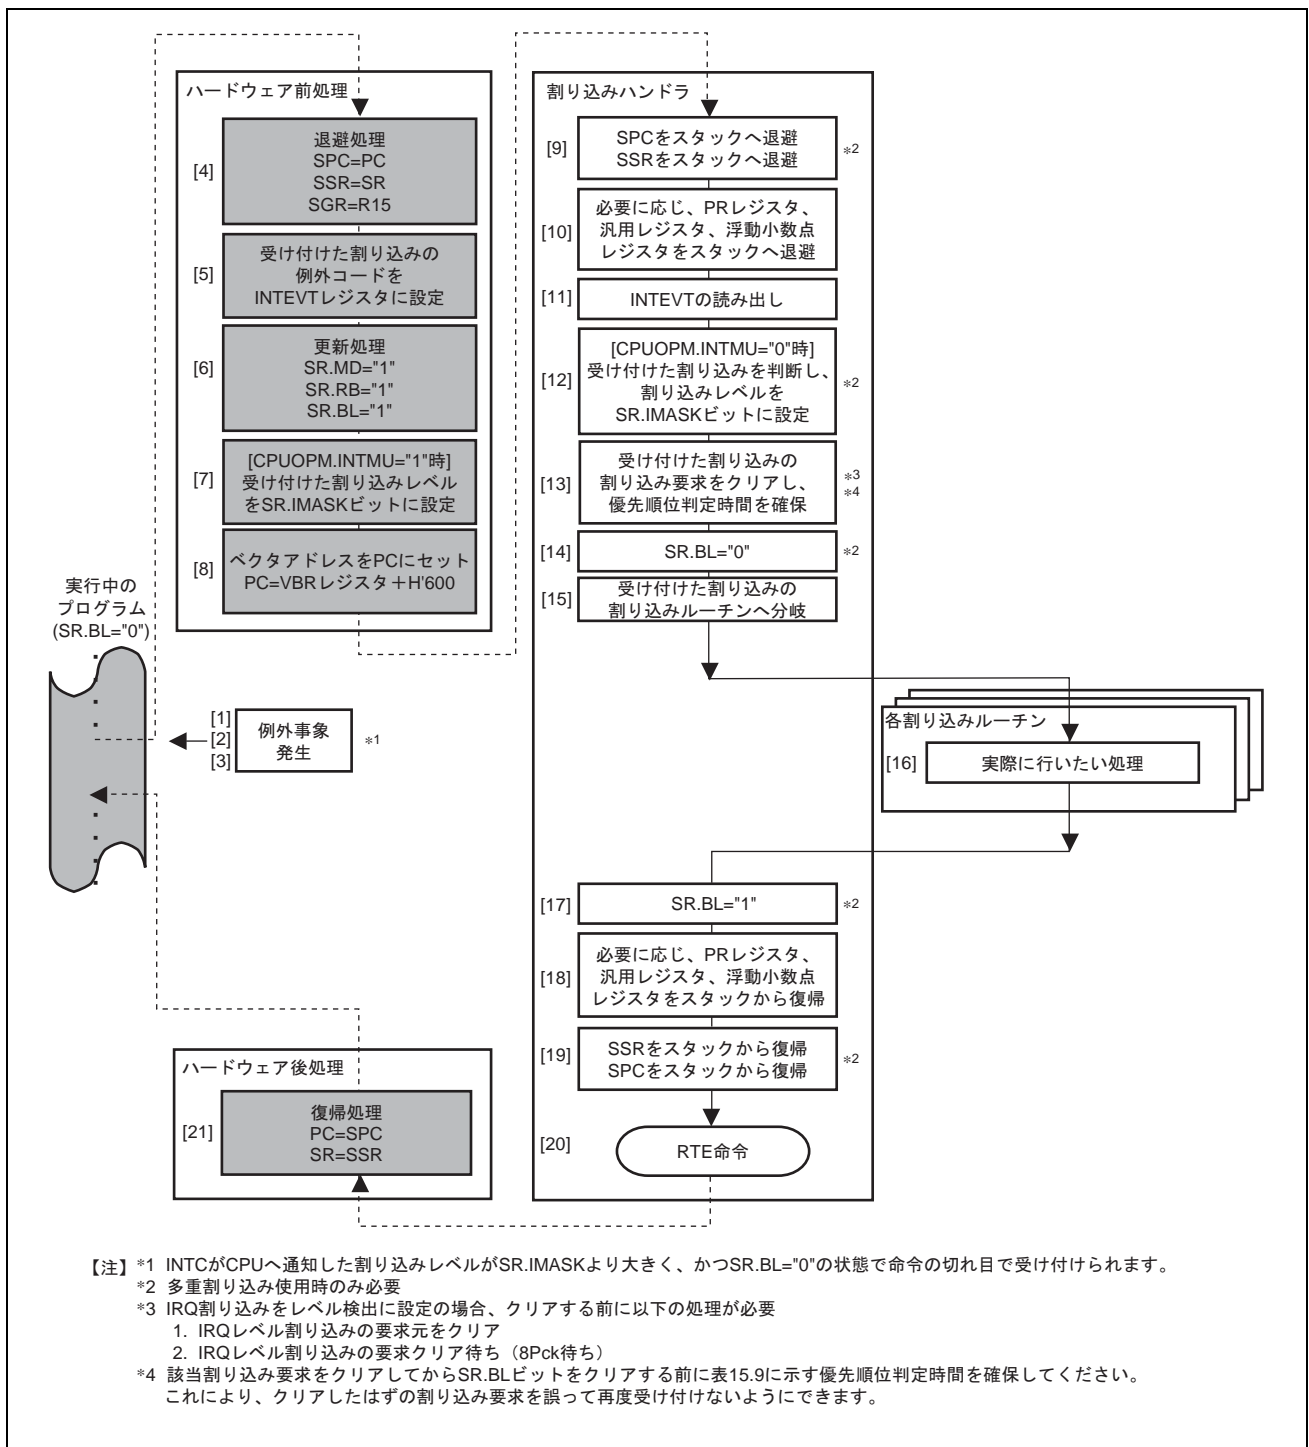 ハードウェア前処理
[4]
退避処理
SPC=PC
SSR=SR
SGR=R15
[5]
受け付けた割り込みの
例外コードを
INTEVTレジスタに設定
[6]
更新処理
SR.MD="1"
SR.RB="1"
SR.BL="1"
[7]
[CPUOPM.INTMU="1"時]
受け付けた割り込みレベル
をSR.IMASKビットに設定
[8]
ベクタアドレスをPCにセット
PC=VBRレジスタ＋H'600
実行中の
プログラム
(SR.BL="0")
[1]
[2]
[3]
例外事象
発生
*1
割り込みハンドラ
[9]
SPCをスタックへ退避
SSRをスタックへ退避
*2
[10]
必要に応じ、PRレジスタ、
汎用レジスタ、浮動小数点
レジスタをスタックへ退避
[11]
INTEVTの読み出し
[12]
[CPUOPM.INTMU="0"時]
受け付けた割り込みを判断し、
割り込みレベルを
SR.IMASKビットに設定
*2
[13]
受け付けた割り込みの
割り込み要求をクリアし、
優先順位判定時間を確保
*3
*4
[14]
SR.BL="0"
*2
[15]
受け付けた割り込みの
割り込みルーチンへ分岐
各割り込みルーチン
[16]
実際に行いたい処理
[17]
SR.BL="1"
*2
[18]
必要に応じ、PRレジスタ、
汎用レジスタ、浮動小数点
レジスタをスタックから復帰
[19]
SSRをスタックから復帰
SPCをスタックから復帰
*2
[20]
RTE命令
ハードウェア後処理
[21]
復帰処理
PC=SPC
SR=SSR
【注】*1 INTCがCPUへ通知した割り込みレベルがSR.IMASKより大きく、かつSR.BL="0"の状態で命令の切れ目で受け付けられます。
*2 多重割り込み使用時のみ必要
*3 IRQ割り込みをレベル検出に設定の場合、クリアする前に以下の処理が必要
1. IRQレベル割り込みの要求元をクリア
2. IRQレベル割り込みの要求クリア待ち（8Pck待ち）
*4 該当割り込み要求をクリアしてからSR.BLビットをクリアする前に表15.9に示す優先順位判定時間を確保してください。
これにより、クリアしたはずの割り込み要求を誤って再度受け付けないようにできます。